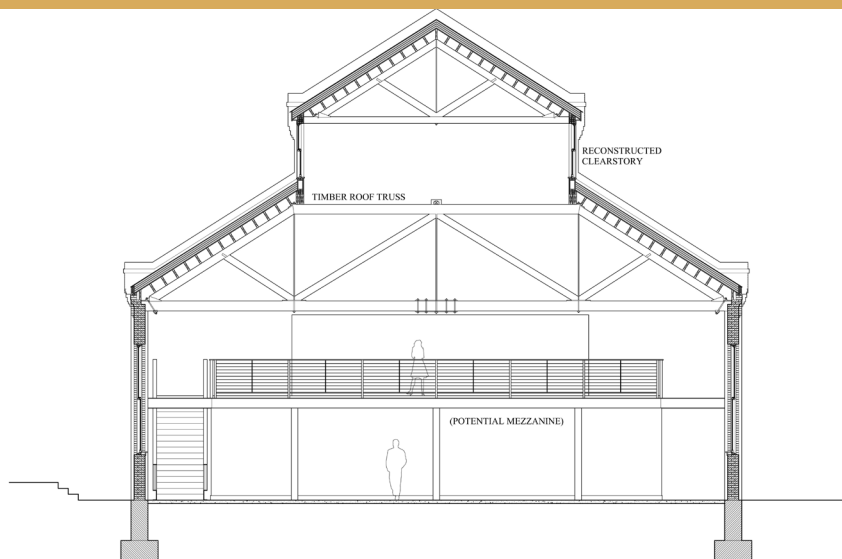 RECONSTRUCTED
CLEARSTORY
TIMBER ROOF TRUSS
(POTENTIAL MEZZANINE)